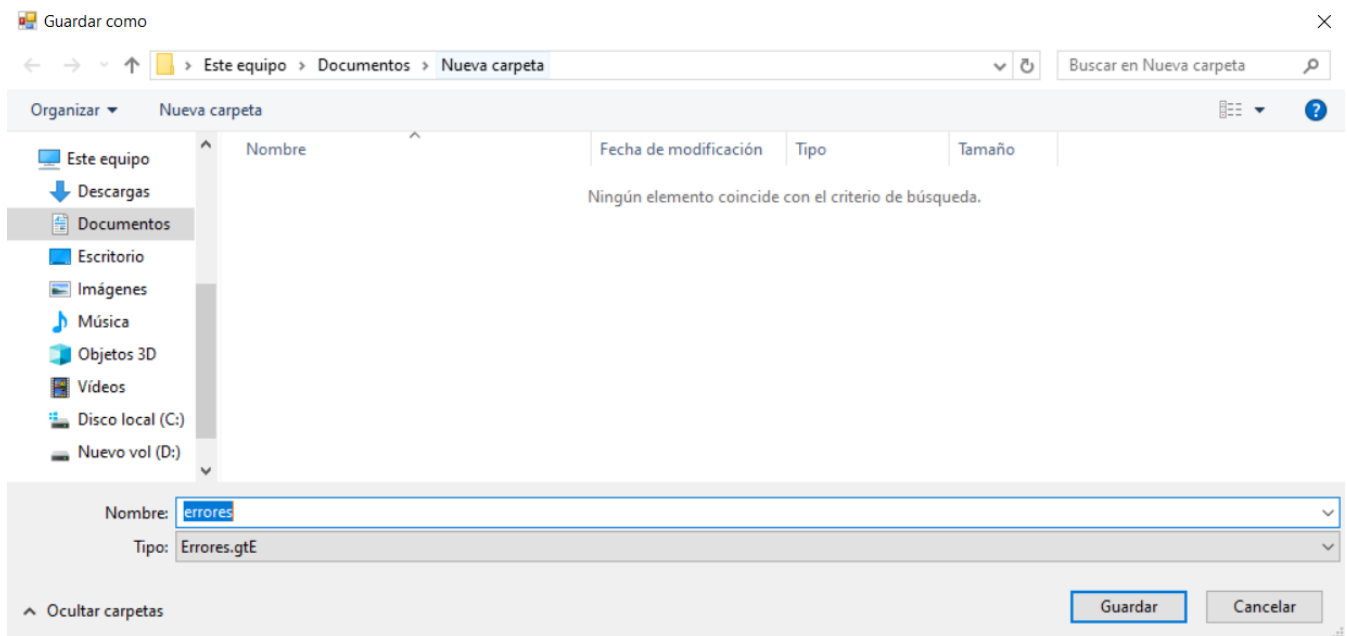 Guardar como
Este equipo > Documentos > Nueva carpeta
Buscar en Nueva carpeta
Organizar Nueva carpeta
?
Nombre Fecha de modificación Tipo Tamaño
Ningún elemento coincide con el criterio de búsqueda.
Este equipo
Descargas
Documentos
Escritorio
Imágenes
Música
Objetos 3D
Vídeos
Disco local (C:)
Nuevo vol (D:)
Nombre: errores
Tipo: Errores.gtE
Ocultar carpetas
Guardar Cancelar